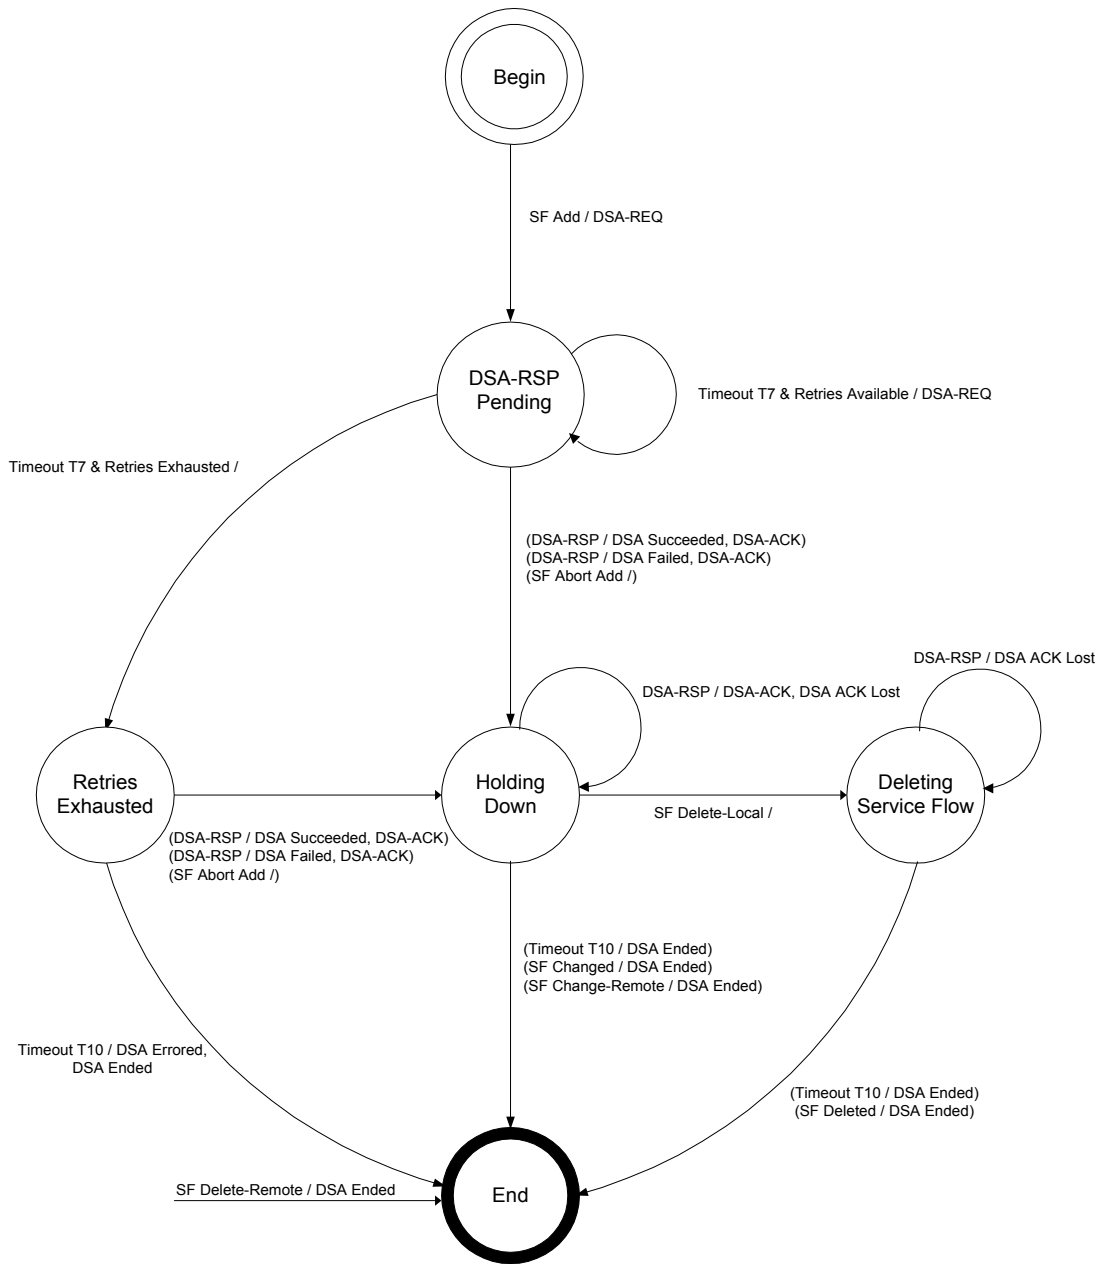 Begin
SF Add / DSA-REQ
DSA-RSP
Pending
Timeout T7 & Retries Available / DSA-REQ
Timeout T7 & Retries Exhausted /
(DSA-RSP / DSA Succeeded, DSA-ACK)
(DSA-RSP / DSA Failed, DSA-ACK)
(SF Abort Add /)
DSA-RSP / DSA ACK Lost
DSA-RSP / DSA-ACK, DSA ACK Lost
Retries
Exhausted
Holding
Down
Deleting
Service Flow
SF Delete-Local /
(DSA-RSP / DSA Succeeded, DSA-ACK)
(DSA-RSP / DSA Failed, DSA-ACK)
(SF Abort Add /)
(Timeout T10 / DSA Ended)
(SF Changed / DSA Ended)
(SF Change-Remote / DSA Ended)
Timeout T10 / DSA Errored,
DSA Ended
(Timeout T10 / DSA Ended)
(SF Deleted / DSA Ended)
SF Delete-Remote / DSA Ended
End